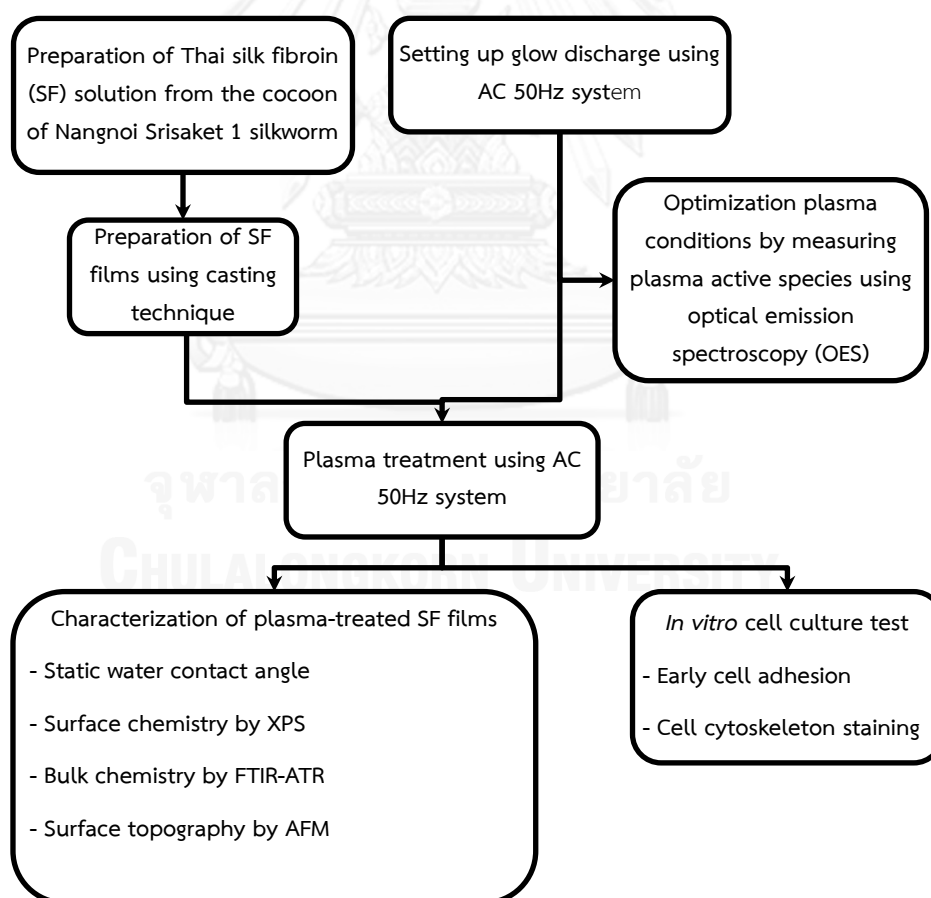 Preparation of Thai silk fibroin
(SF) solution from the cocoon
of Nangnoi Srisaket 1 silkworm
Setting up glow discharge using
AC 50Hz system
Preparation of SF
films using casting
technique
Optimization plasma
conditions by measuring
plasma active species using
optical emission
spectroscopy (OES)
Plasma treatment using AC
50Hz system
CHULALONGKORN UNIVERSITY
Characterization of plasma-treated SF films
- Static water contact angle
- Surface chemistry by XPS
- Bulk chemistry by FTIR-ATR
- Surface topography by AFM
In vitro cell culture test
- Early cell adhesion
- Cell cytoskeleton staining